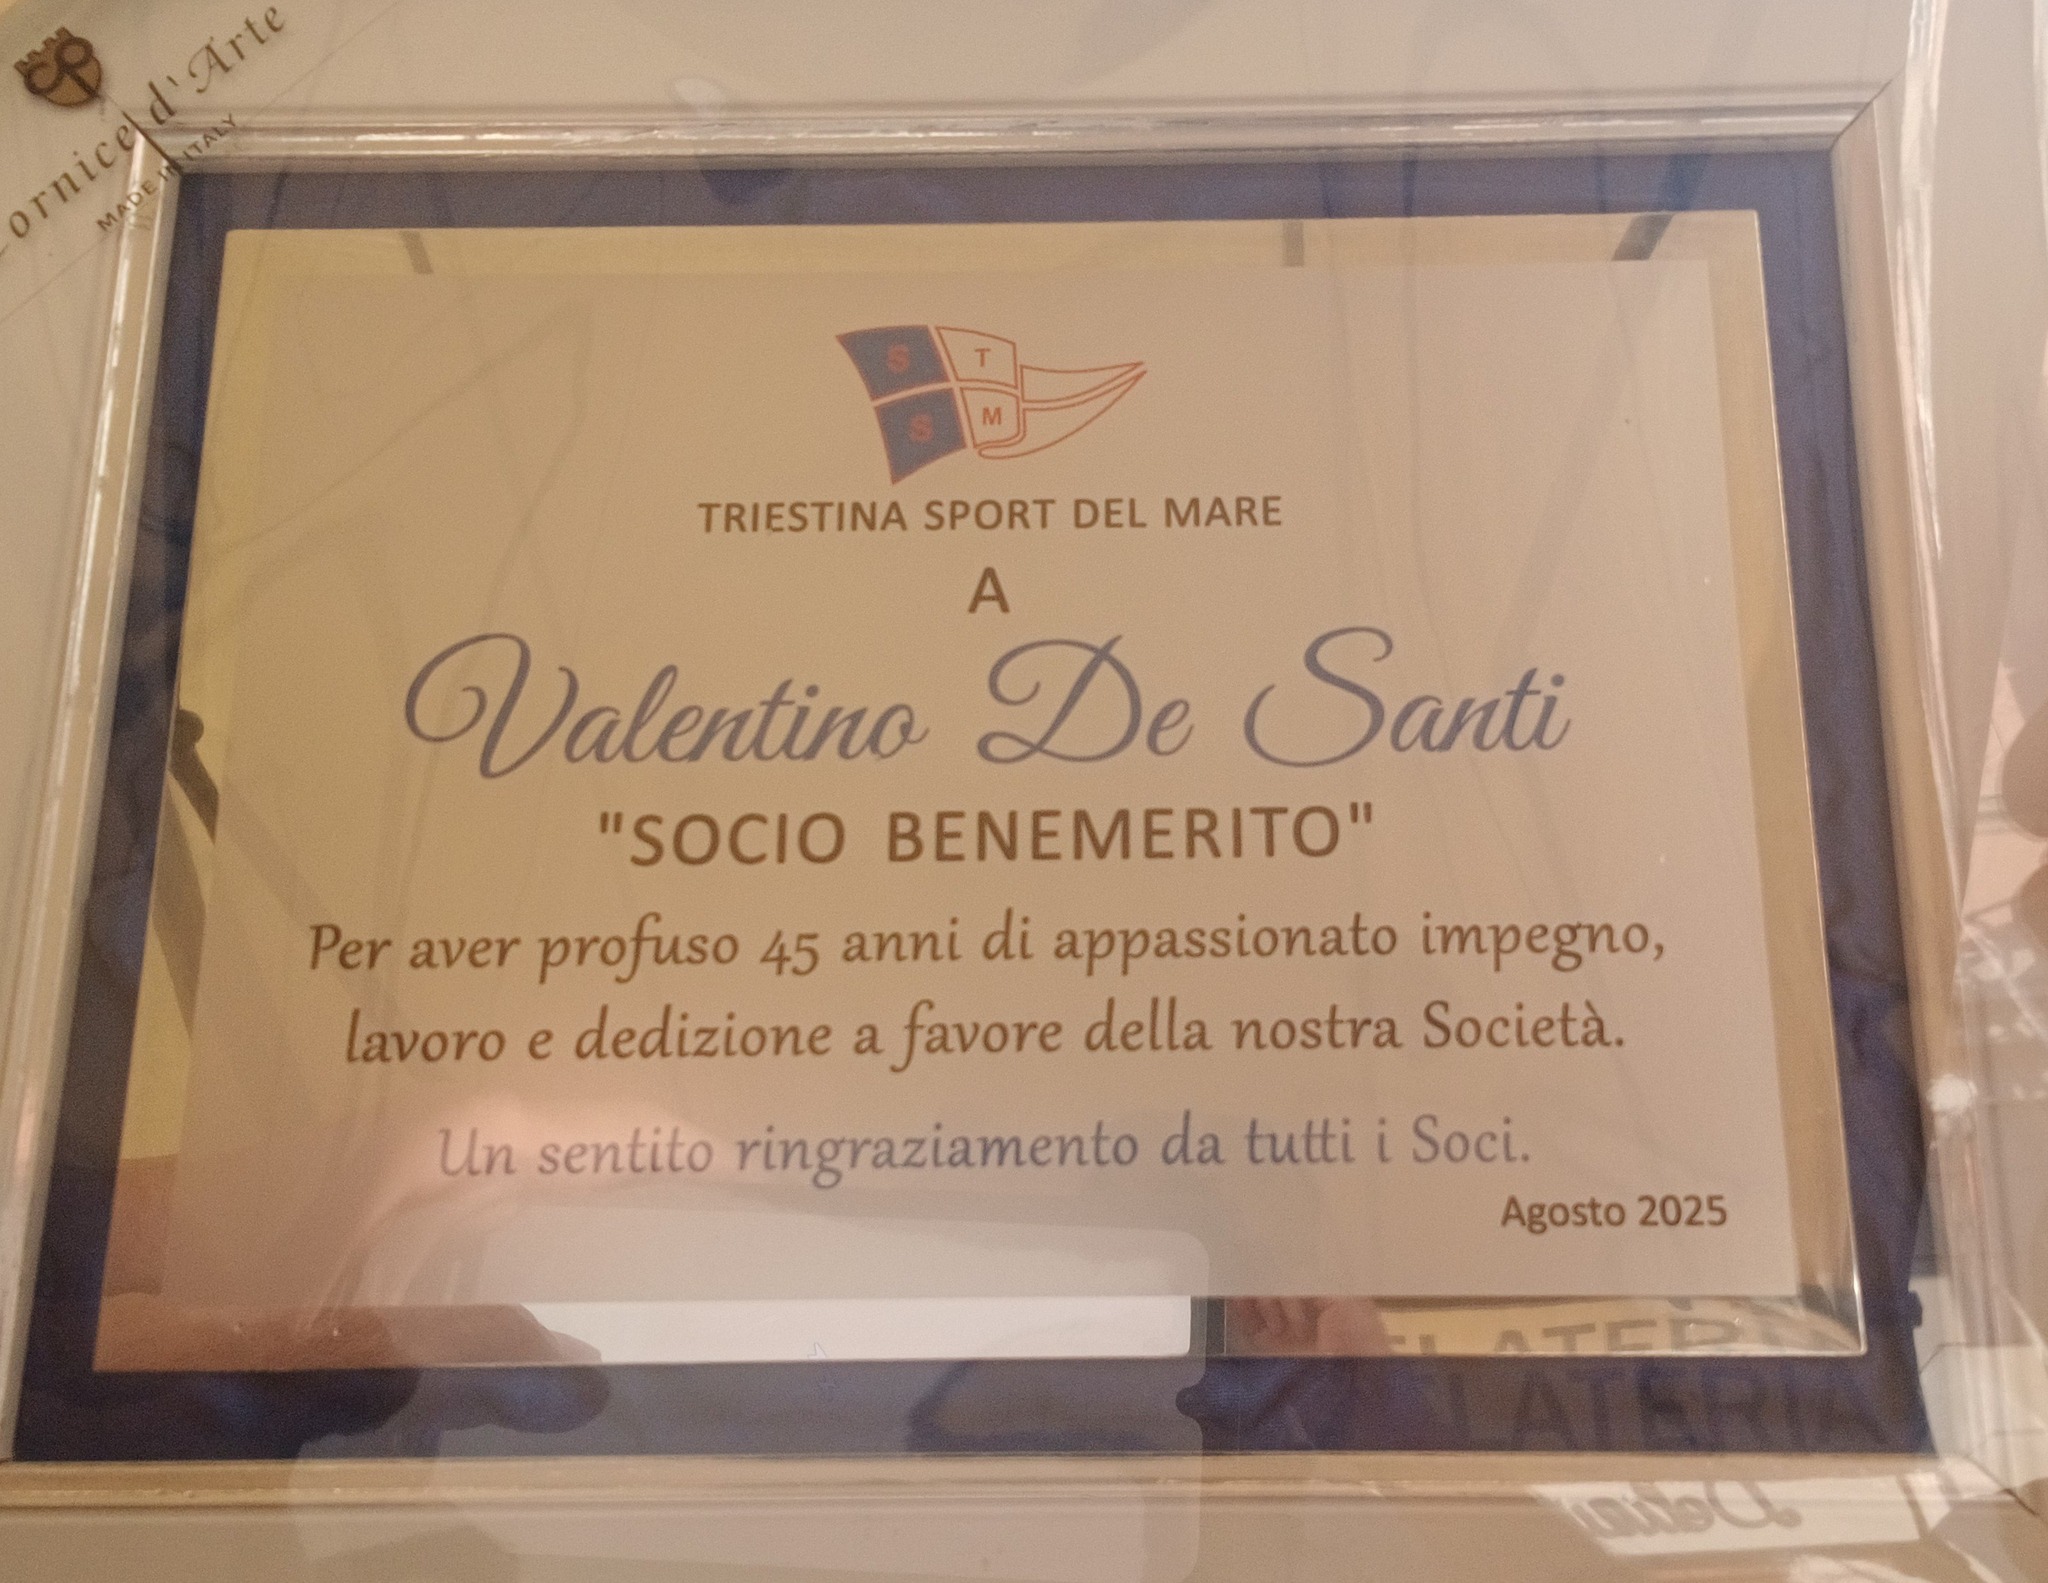 Cornice d'Arte
MADE IN ITALY
S T
S M
TRIESTINA SPORT DEL MARE
A
Valentino De Santi
"SOCIO BENEMERITO"
Per aver profuso 45 anni di appassionato impegno,
lavoro e dedizione a favore della nostra Società.
Un sentito ringraziamento da tutti i Soci.
Agosto 2025